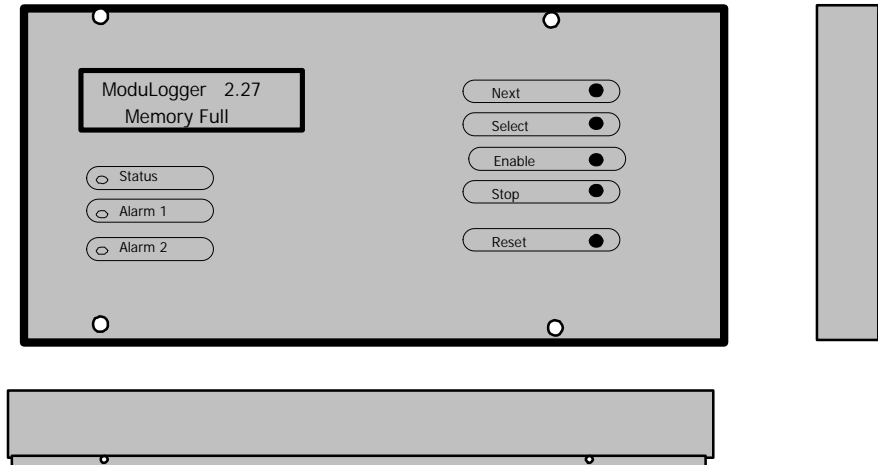 ModuLogger 2.27
Memory Full
Status
Alarm 1
Alarm 2
Next
Select
Enable
Stop
Reset